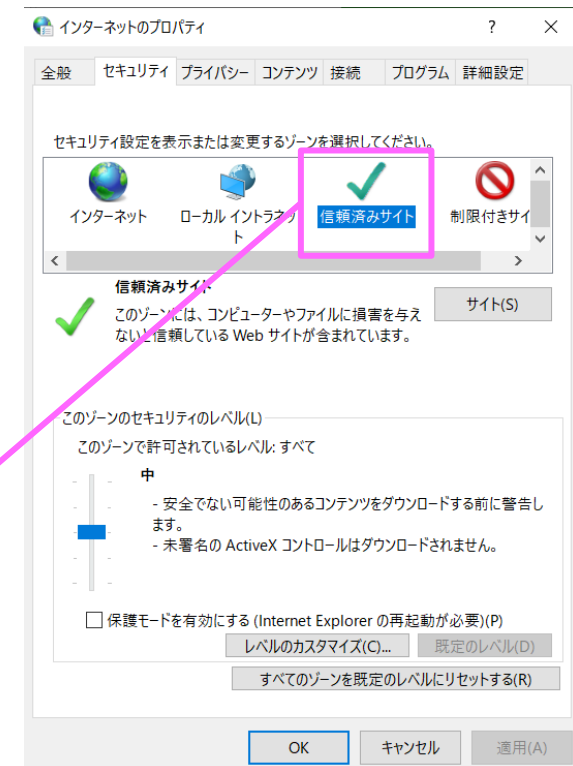 インターネットのプロパティ
?
×
全般 セキュリティ プライバシー コンテンツ 接続 プログラム 詳細設定
セキュリティ設定を表示または変更するゾーンを選択してください。
インターネット
ローカル イントラネッ
ト
信頼済みサイト
制限付きサイ
信頼済みサイト
このゾーンには、コンピューターやファイルに損害を与え
ないと信頼している Web サイトが含まれています。
サイト(S)
このゾーンのセキュリティのレベル(L)
このゾーンで許可されているレベル: すべて
中
- 安全でない可能性のあるコンテンツをダウンロードする前に警告し
ます。
- 未署名の ActiveX コントロールはダウンロードされません。
保護モードを有効にする (Internet Explorer の再起動が必要)(P)
レベルのカスタマイズ(C)... 既定のレベル(D)
すべてのゾーンを既定のレベルにリセットする(R)
OK キャンセル 適用(A)